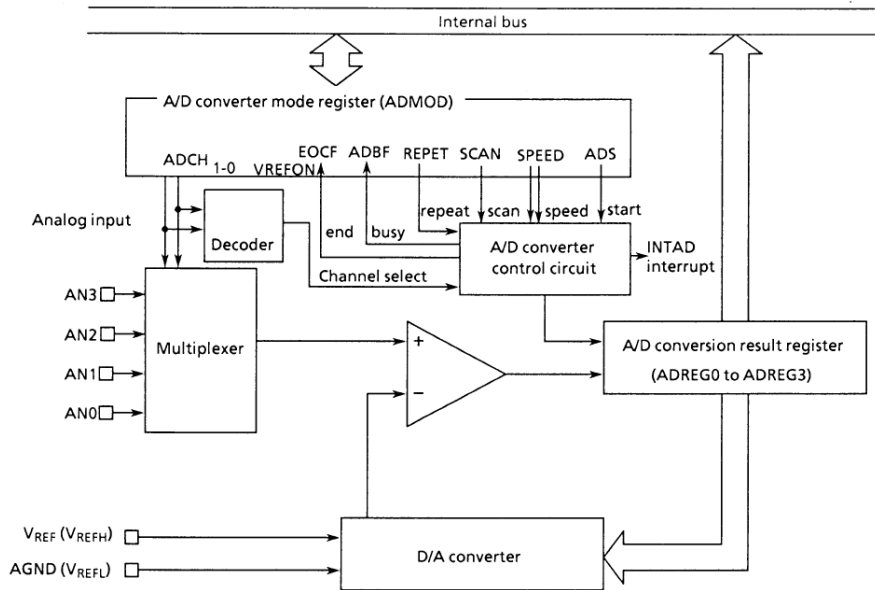 Internal bus
A/D converter mode register (ADMOD)
ADCH 1-0 VREFON EOCF ADBF REPET SCAN SPEED ADS
Analog input
Decoder
end busy repeat scan speed start
A/D converter
control circuit
INTAD
interrupt
Channel select
AN3
AN2
AN1
AN0
Multiplexer
+
−
A/D conversion result register
(ADREG0 to ADREG3)
VREF (VREFH)
AGND (VREFL)
D/A converter